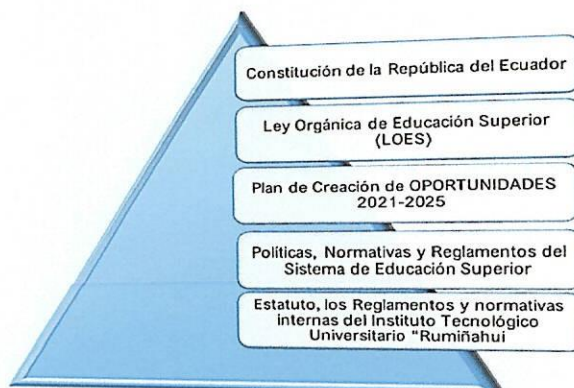 Constitución de la República del Ecuador
Ley Orgánica de Educación Superior
(LOES)
Plan de Creación de OPORTUNIDADES
2021-2025
Políticas, Normativas y Reglamentos del
Sistema de Educación Superior
Estatuto, los Reglamentos y normativas
internas del Instituto Tecnológico
Universitario "Rumiñahui